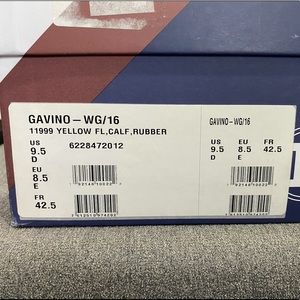 GAVINO-WG/16
11999 YELLOW FL,CALF,RUBBER
US
9.5
D
6228472012
EU
8.5
E
FR
42.5
GAVINO-WG/16
US EU FR
9.5 8.5 42.5
D E